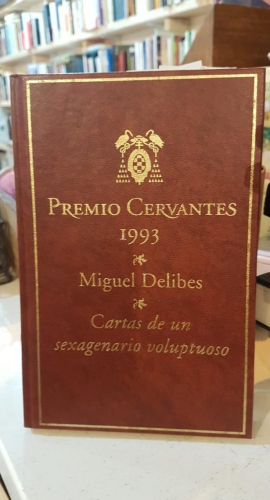 PREMIO CERVANTES
1993
Miguel Delibes
Cartas de un
sexagenario voluptuoso